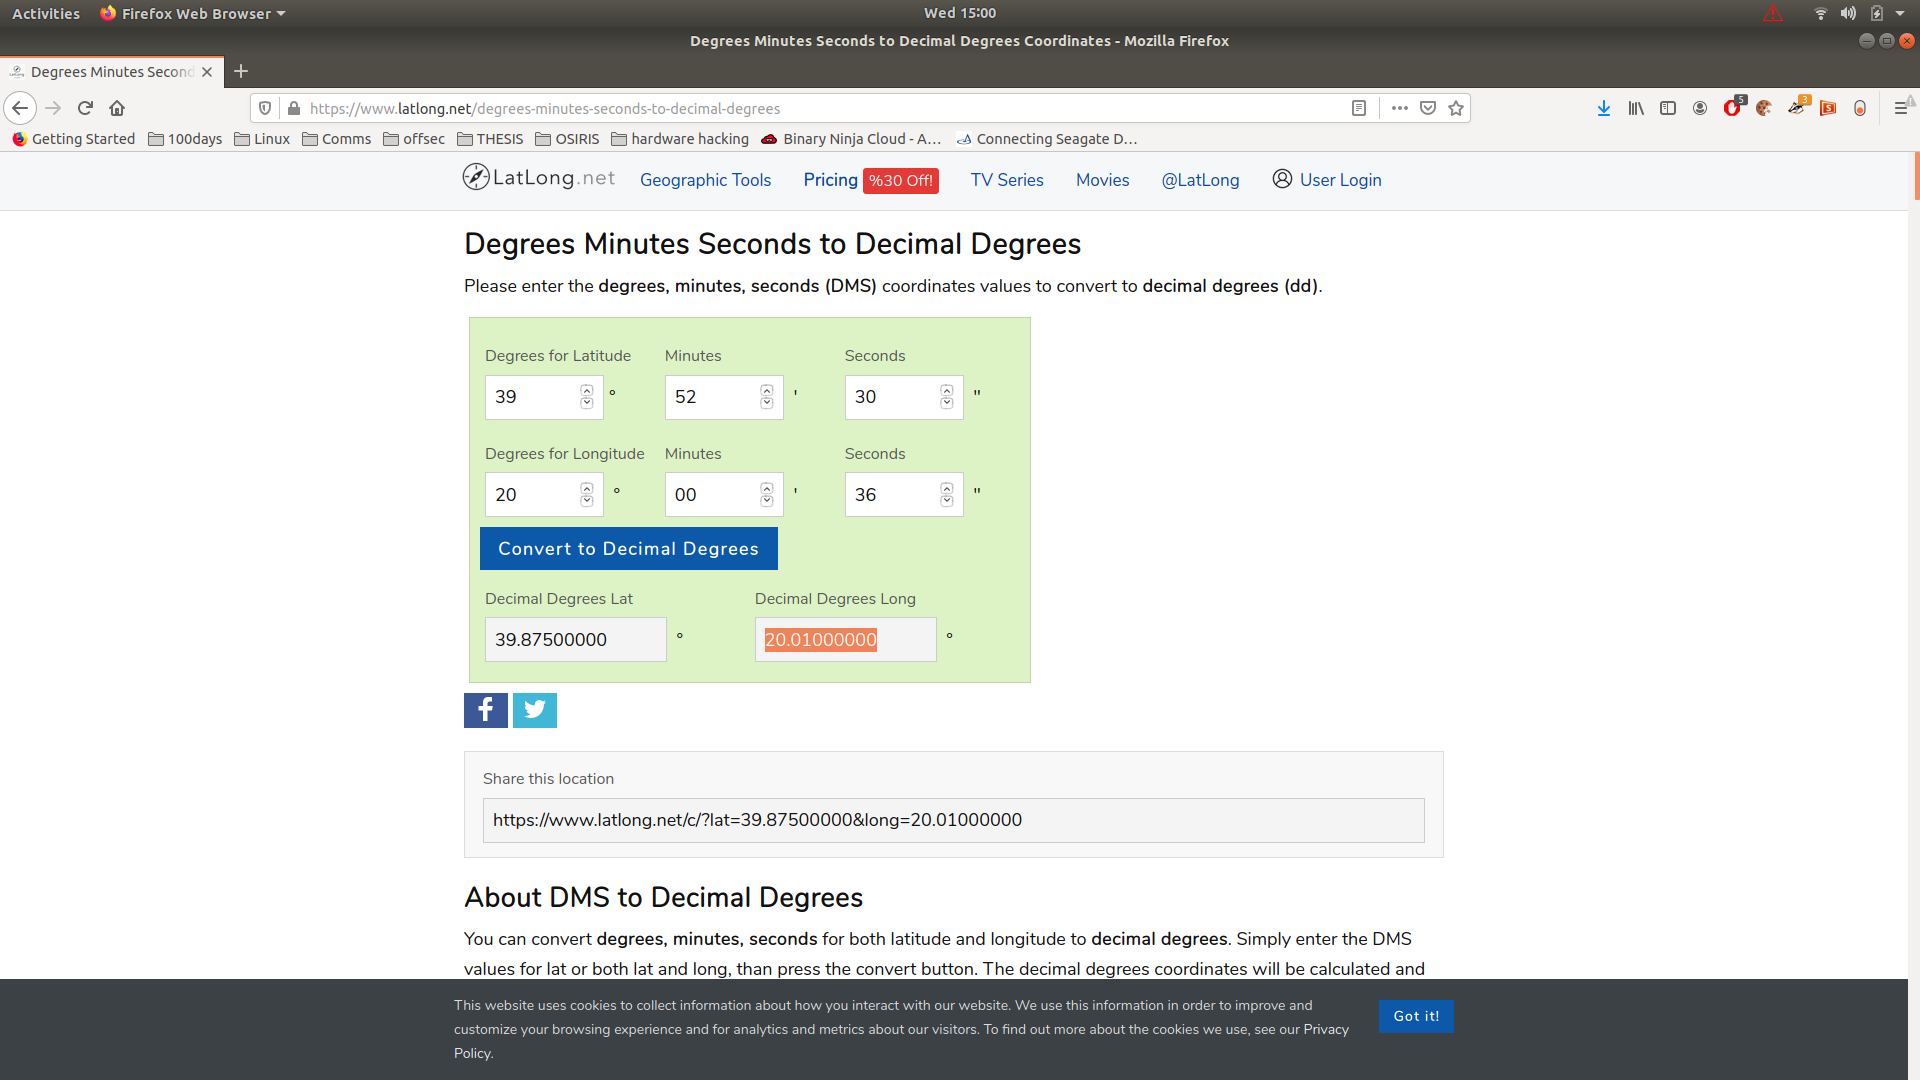 Activities Firefox Web Browser Wed 15:00
Degrees Minutes Seconds to Decimal Degrees Coordinates - Mozilla Firefox
Degrees Minutes Second
https://www.latlong.net/degrees-minutes-seconds-to-decimal-degrees 5 3
Getting Started 100days Linux Comms offsec THESIS OSIRIS hardware hacking Binary Ninja Cloud - A… Connecting Seagate D…
LatLong.net Geographic Tools Pricing %30 Off! TV Series Movies @LatLong User Login
Degrees Minutes Seconds to Decimal Degrees
Please enter the degrees, minutes, seconds (DMS) coordinates values to convert to decimal degrees (dd).
Degrees for Latitude Minutes Seconds
39 ° 52 ' 30 "
Degrees for Longitude Minutes Seconds
20 ° 00 ' 36 "
Convert to Decimal Degrees
Decimal Degrees Lat Decimal Degrees Long
39.87500000 ° 20.01000000 °
Share this location
https://www.latlong.net/c/?lat=39.87500000&long=20.01000000
About DMS to Decimal Degrees
You can convert degrees, minutes, seconds for both latitude and longitude to decimal degrees. Simply enter the DMS
values for lat or both lat and long, than press the convert button. The decimal degrees coordinates will be calculated and
This website uses cookies to collect information about how you interact with our website. We use this information in order to improve and
customize your browsing experience and for analytics and metrics about our visitors. To find out more about the cookies we use, see our Privacy
Policy.
Got it!